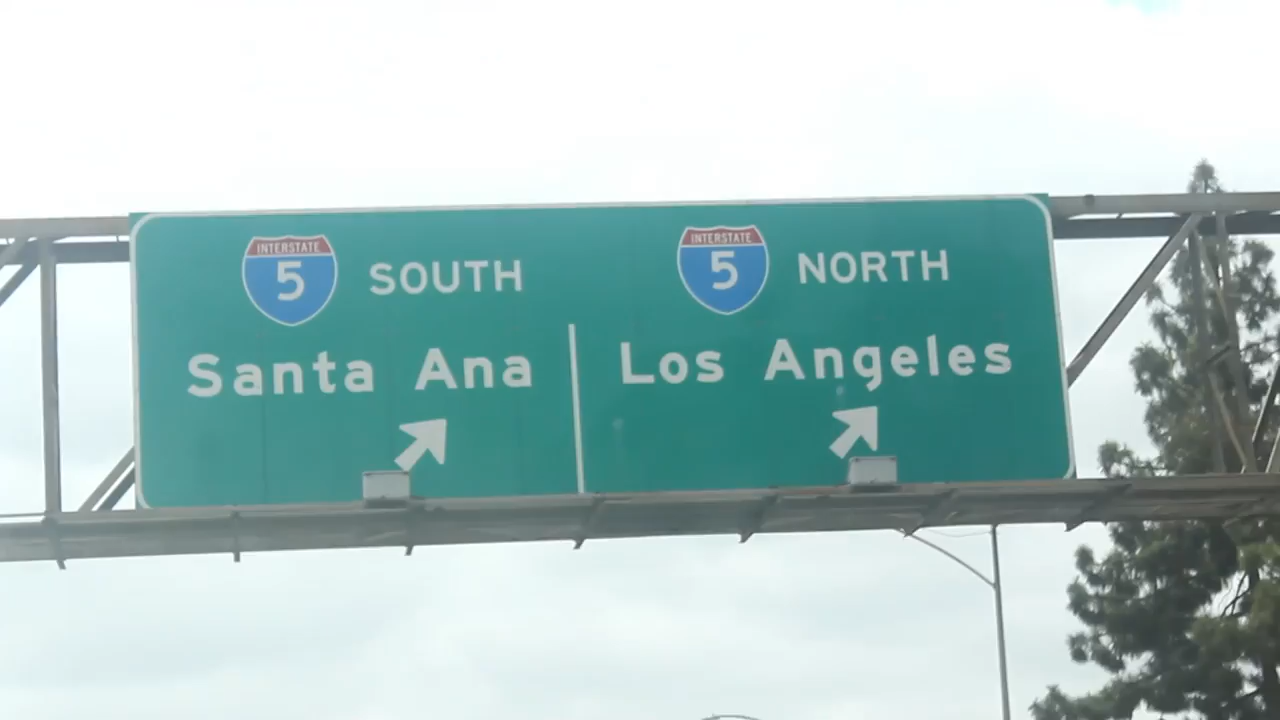 INTERSTATE
5 SOUTH
Santa Ana
INTERSTATE
5 NORTH
Los Angeles